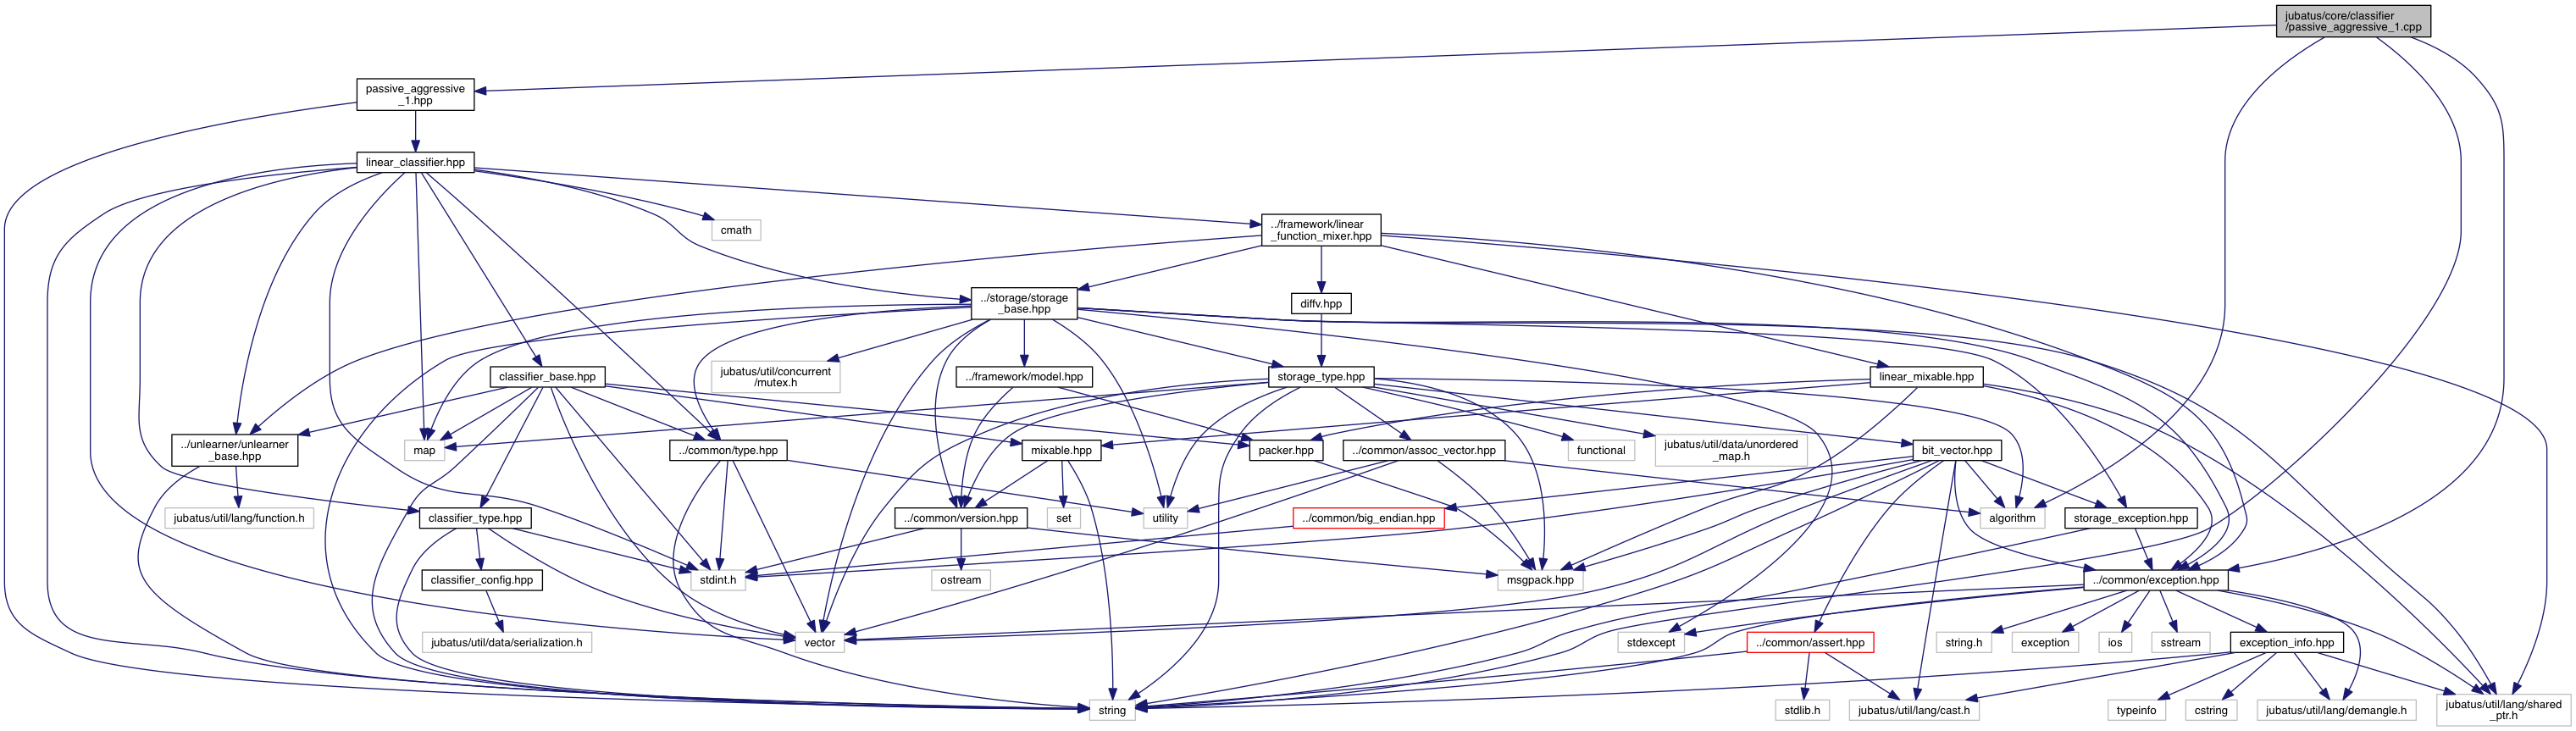 jubatus/core/classifier
/passive_aggressive_1.cpp
passive_aggressive
_1.hpp
linear_classifier.hpp
cmath
../framework/linear
_function_mixer.hpp
../storage/storage
_base.hpp
diffv.hpp
jubatus/util/concurrent
/mutex.h
classifier_base.hpp
../framework/model.hpp
storage_type.hpp
linear_mixable.hpp
../unlearner/unlearner
_base.hpp
map
../common/type.hpp
mixable.hpp
packer.hpp
../common/assoc_vector.hpp
functional
jubatus/util/data/unordered
_map.h
bit_vector.hpp
jubatus/util/lang/function.h
classifier_type.hpp
../common/version.hpp
set
utility
../common/big_endian.hpp
algorithm
storage_exception.hpp
classifier_config.hpp
stdint.h
ostream
msgpack.hpp
../common/exception.hpp
jubatus/util/data/serialization.h
vector
stdexcept
../common/assert.hpp
string.h
exception
ios
sstream
exception_info.hpp
string
stdlib.h
jubatus/util/lang/cast.h
typeinfo
cstring
jubatus/util/lang/demangle.h
jubatus/util/lang/shared
_ptr.h